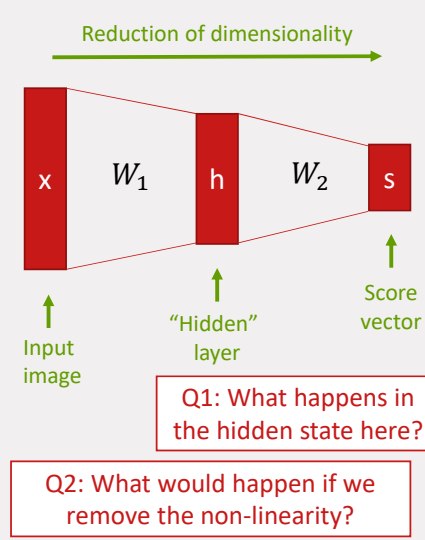 Reduction of dimensionality
x
W₁
h
W₂
s
Input
image
“Hidden”
layer
Score
vector
Q1: What happens in
the hidden state here?
Q2: What would happen if we
remove the non-linearity?